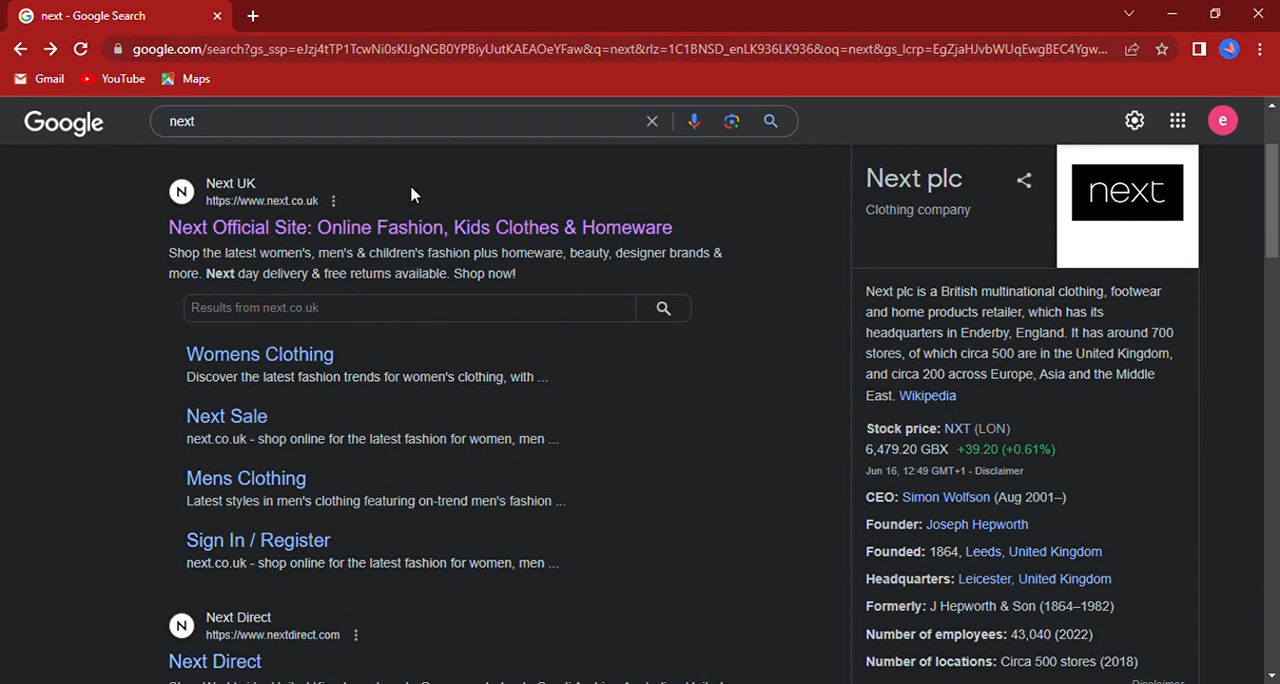 next - Google Search
google.com/search?gs_ssp=eJzj4tTP1TcwNi0sKlJgNGB0YPBiyUutKAEAOeYFaw&q=next&rlz=1C1BNSD_enLK936LK936&oq=next&gs_lcrp=EgZjaHJvbWUqEwgBEC4Ygw...
Gmail YouTube Maps
Google
next
e
N
Next UK
https://www.next.co.uk
Next Official Site: Online Fashion, Kids Clothes & Homeware
Shop the latest women's, men's & children's fashion plus homeware, beauty, designer brands &
more. Next day delivery & free returns available. Shop now!
Results from next.co.uk
Womens Clothing
Discover the latest fashion trends for women's clothing, with ...
Next Sale
next.co.uk - shop online for the latest fashion for women, men ...
Mens Clothing
Latest styles in men's clothing featuring on-trend men's fashion ...
Sign In / Register
next.co.uk - shop online for the latest fashion for women, men ...
N
Next Direct
https://www.nextdirect.com
Next Direct
Next plc
Clothing company
next
Next plc is a British multinational clothing, footwear
and home products retailer, which has its
headquarters in Enderby, England. It has around 700
stores, of which circa 500 are in the United Kingdom,
and circa 200 across Europe, Asia and the Middle
East. Wikipedia
Stock price: NXT (LON)
6,479.20 GBX +39.20 (+0.61%)
Jun 16, 12:49 GMT+1 - Disclaimer
CEO: Simon Wolfson (Aug 2001–)
Founder: Joseph Hepworth
Founded: 1864, Leeds, United Kingdom
Headquarters: Leicester, United Kingdom
Formerly: J Hepworth & Son (1864–1982)
Number of employees: 43,040 (2022)
Number of locations: Circa 500 stores (2018)
Disclaimer